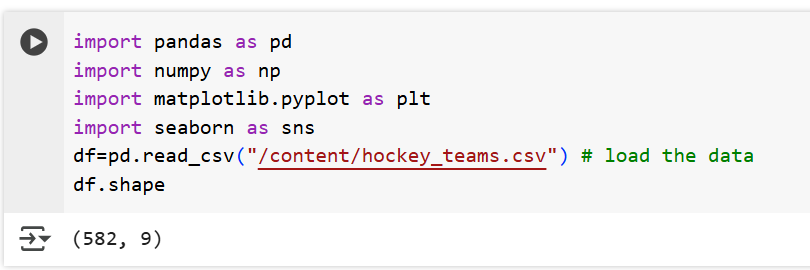 import pandas as pd
import numpy as np
import matplotlib.pyplot as plt
import seaborn as sns
df=pd.read_csv("/content/hockey_teams.csv") # load the data
df.shape
(582, 9)